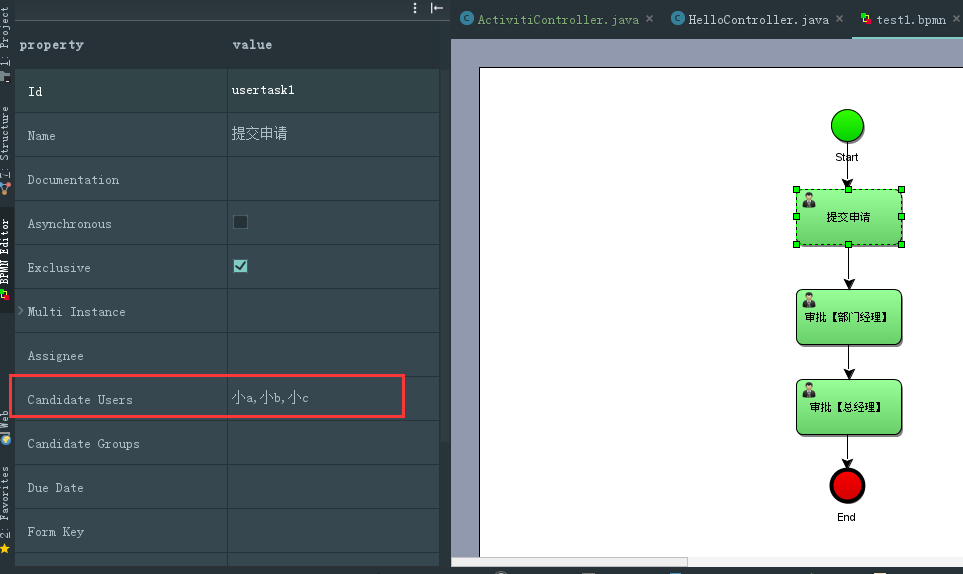 1: Project
7: Structure
BPMN Editor
Web
2: Favorites
property value
Id usertask1
Name 提交申请
Documentation
Asynchronous
Exclusive
Multi Instance
Assignee
Candidate Users 小a,小b,小c
Candidate Groups
Due Date
Form Key
ActivitiController.java HelloController.java test1.bpmn
Start
提交申请
审批【部门经理】
审批【总经理】
End